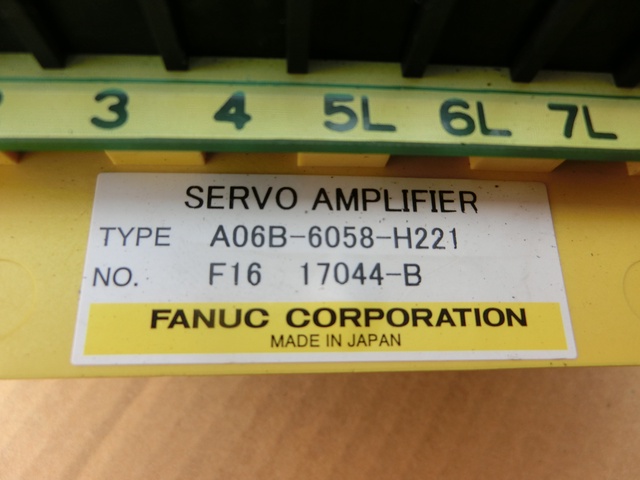 3 4 5L 6L 7L
SERVO AMPLIFIER
TYPE A06B-6058-H221
NO. F16 17044-B
FANUC CORPORATION
MADE IN JAPAN